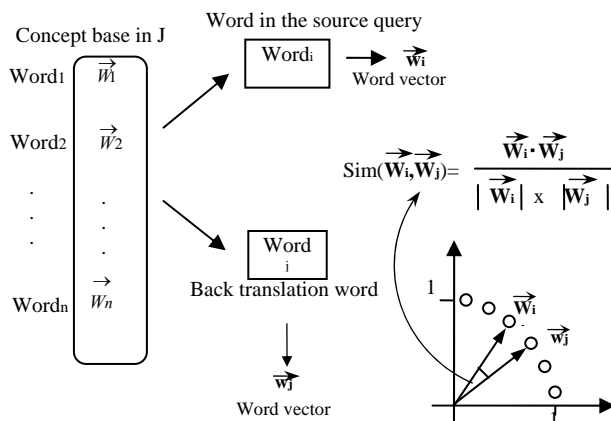 Concept base in J
Word1 W1
Word2 W2
. .
. .
. .
Wordn Wn
Word in the source query
Wordi
wi
Word vector
Word
j
Back translation word
wj
Word vector
Sim(Wi,Wj)= Wi・Wj
| Wi | x | Wj |
1
Wi
wj
1